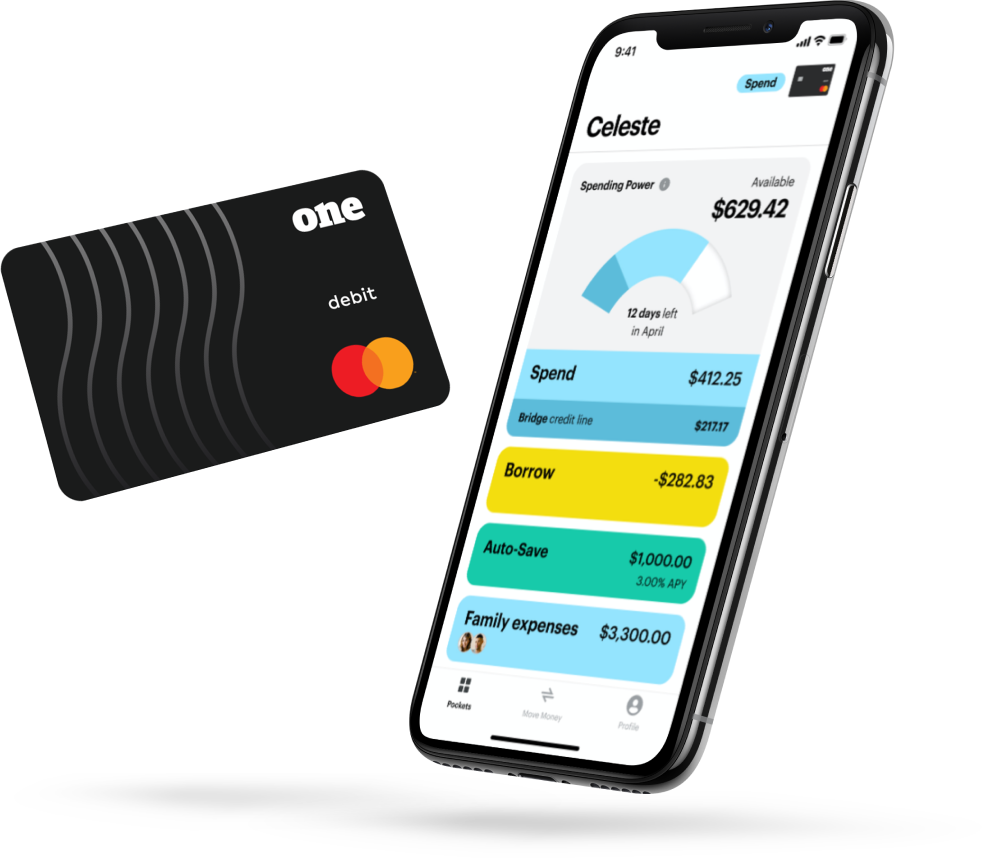 one
debit
9:41
Spend
one
Celeste
Spending Power
Available
$629.42
12 days left
in April
Spend $412.25
Bridge credit line $217.17
Borrow -$282.83
Auto-Save $1,000.00
3.00% APY
Family expenses $3,300.00
Pockets
Move Money
Profile